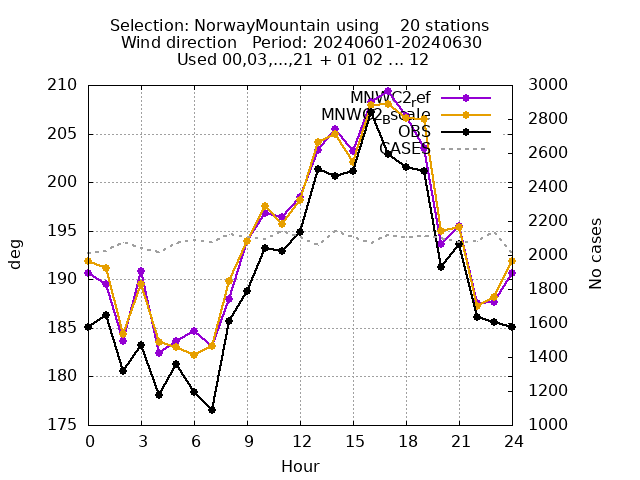 Selection: NorwayMountain using    20 stations
Wind direction   Period: 20240601-20240630
Used 00,03,...,21 + 01 02 ... 12
MNWC2_ref
MNWC2_Bscale
OBS
CASES
210
205
200
195
190
185
180
175
3000
2800
2600
2400
2200
2000
1800
1600
1400
1200
1000
deg
No cases
0 3 6 9 12 15 18 21 24
Hour